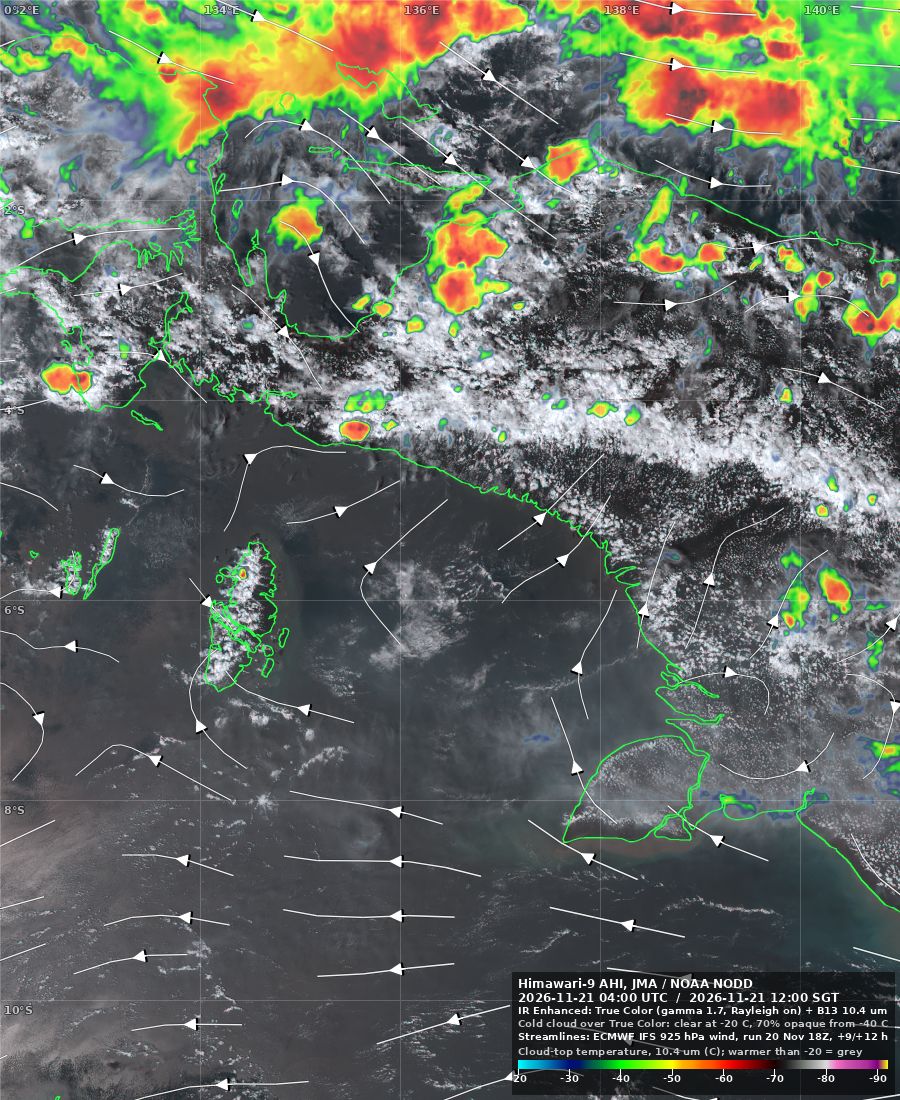 132°E 134°E 136°E 138°E 140°E
2°S
4°S
6°S
8°S
10°S
Himawari-9 AHI, JMA / NOAA NODD
2026-11-21 04:00 UTC / 2026-11-21 12:00 SGT
IR Enhanced: True Color (gamma 1.7, Rayleigh on) + B13 10.4 um
Cold cloud over True Color: clear at -20 C, 70% opaque from -40 C
Streamlines: ECMWF IFS 925 hPa wind, run 20 Nov 18Z, +9/+12 h
Cloud-top temperature, 10.4 um (C); warmer than -20 = grey
-20 -30 -40 -50 -60 -70 -80 -90